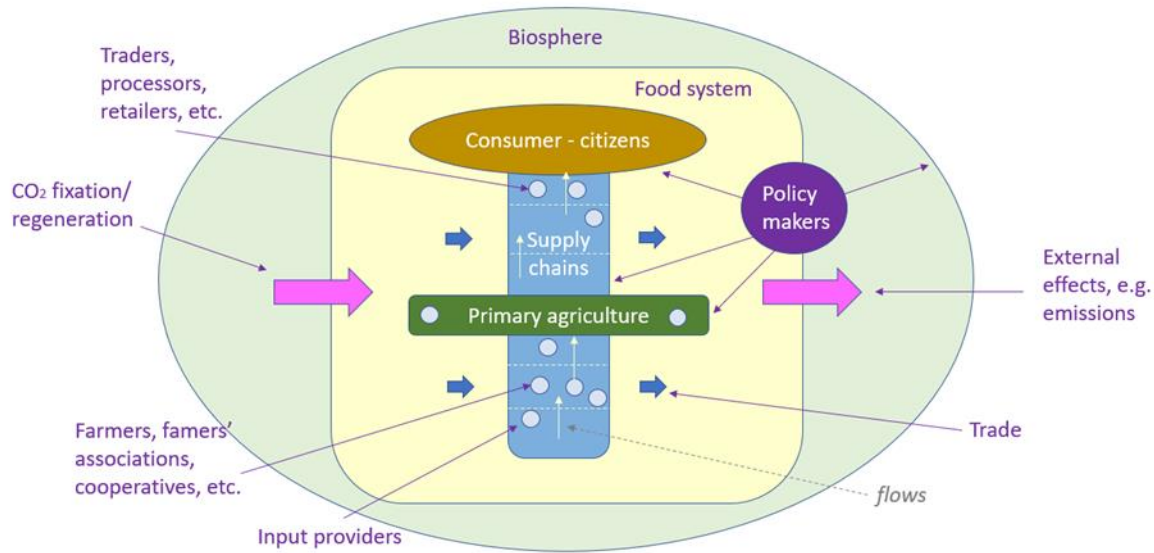 Biosphere
Traders,
processors,
retailers, etc.
Food system
Consumer - citizens
CO₂ fixation/
regeneration
Policy
makers
Supply
chains
External
effects, e.g.
emissions
Primary agriculture
Farmers, famers’
associations,
cooperatives, etc.
Trade
flows
Input providers